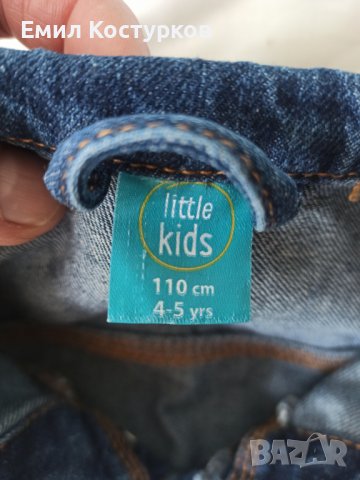 Емил Костурков
little
kids
110 cm
4-5 yrs
BAZAR